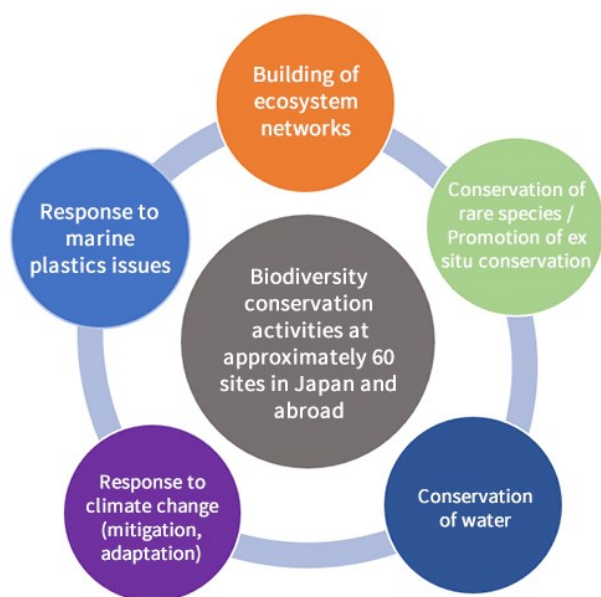 Building of
ecosystem
networks
Conservation of
rare species /
Promotion of ex
situ conservation
Conservation
of water
Response to
climate change
(mitigation,
adaptation)
Response to
marine
plastics issues
Biodiversity
conservation
activities at
approximately 60
sites in Japan and
abroad